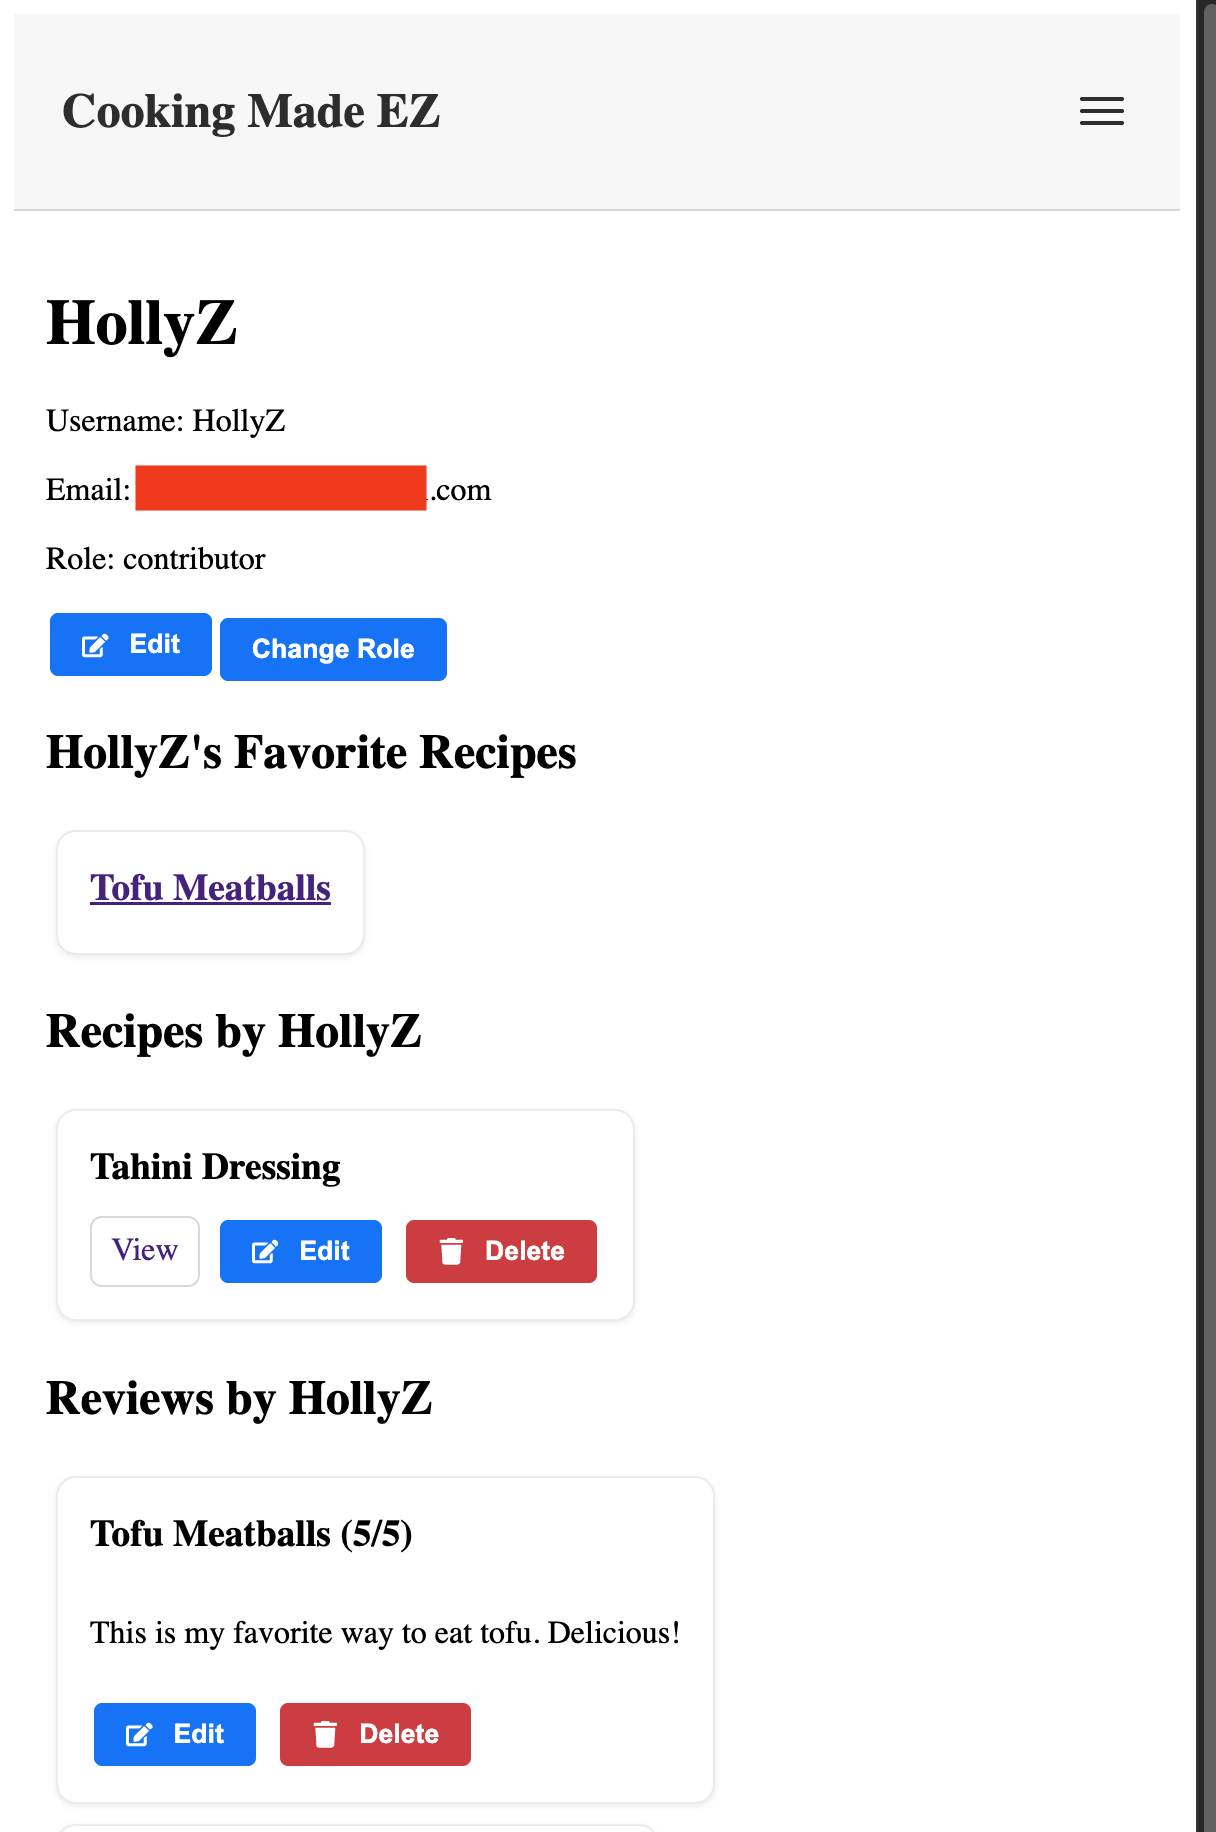 Cooking Made EZ
HollyZ
Username: HollyZ
Email: .com
Role: contributor
Edit Change Role
HollyZ's Favorite Recipes
Tofu Meatballs
Recipes by HollyZ
Tahini Dressing
View Edit Delete
Reviews by HollyZ
Tofu Meatballs (5/5)
This is my favorite way to eat tofu. Delicious!
Edit Delete